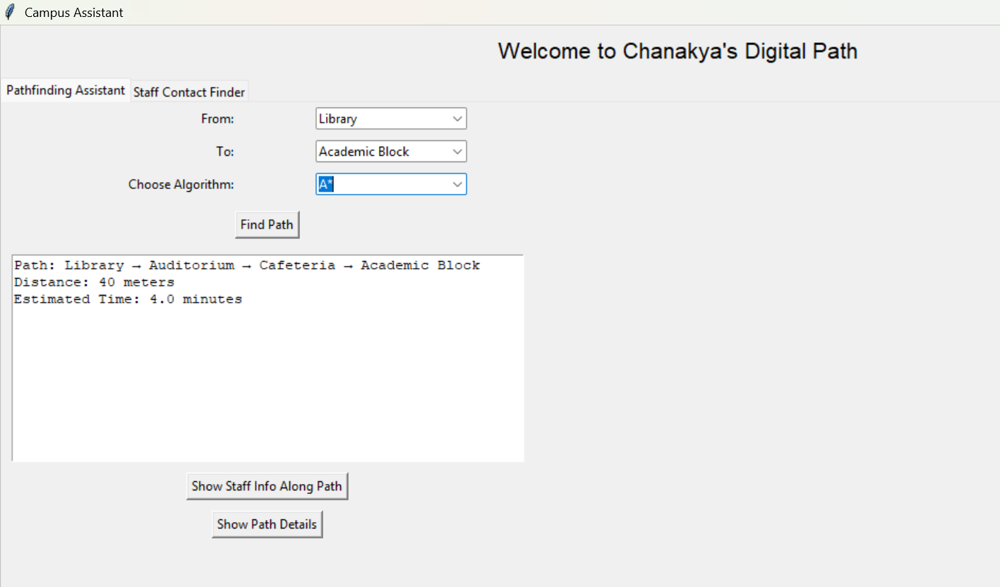 Campus Assistant
Welcome to Chanakya's Digital Path
Pathfinding Assistant Staff Contact Finder
From: Library
To: Academic Block
Choose Algorithm: A*
Find Path
Path: Library → Auditorium → Cafeteria → Academic Block
Distance: 40 meters
Estimated Time: 4.0 minutes
Show Staff Info Along Path
Show Path Details